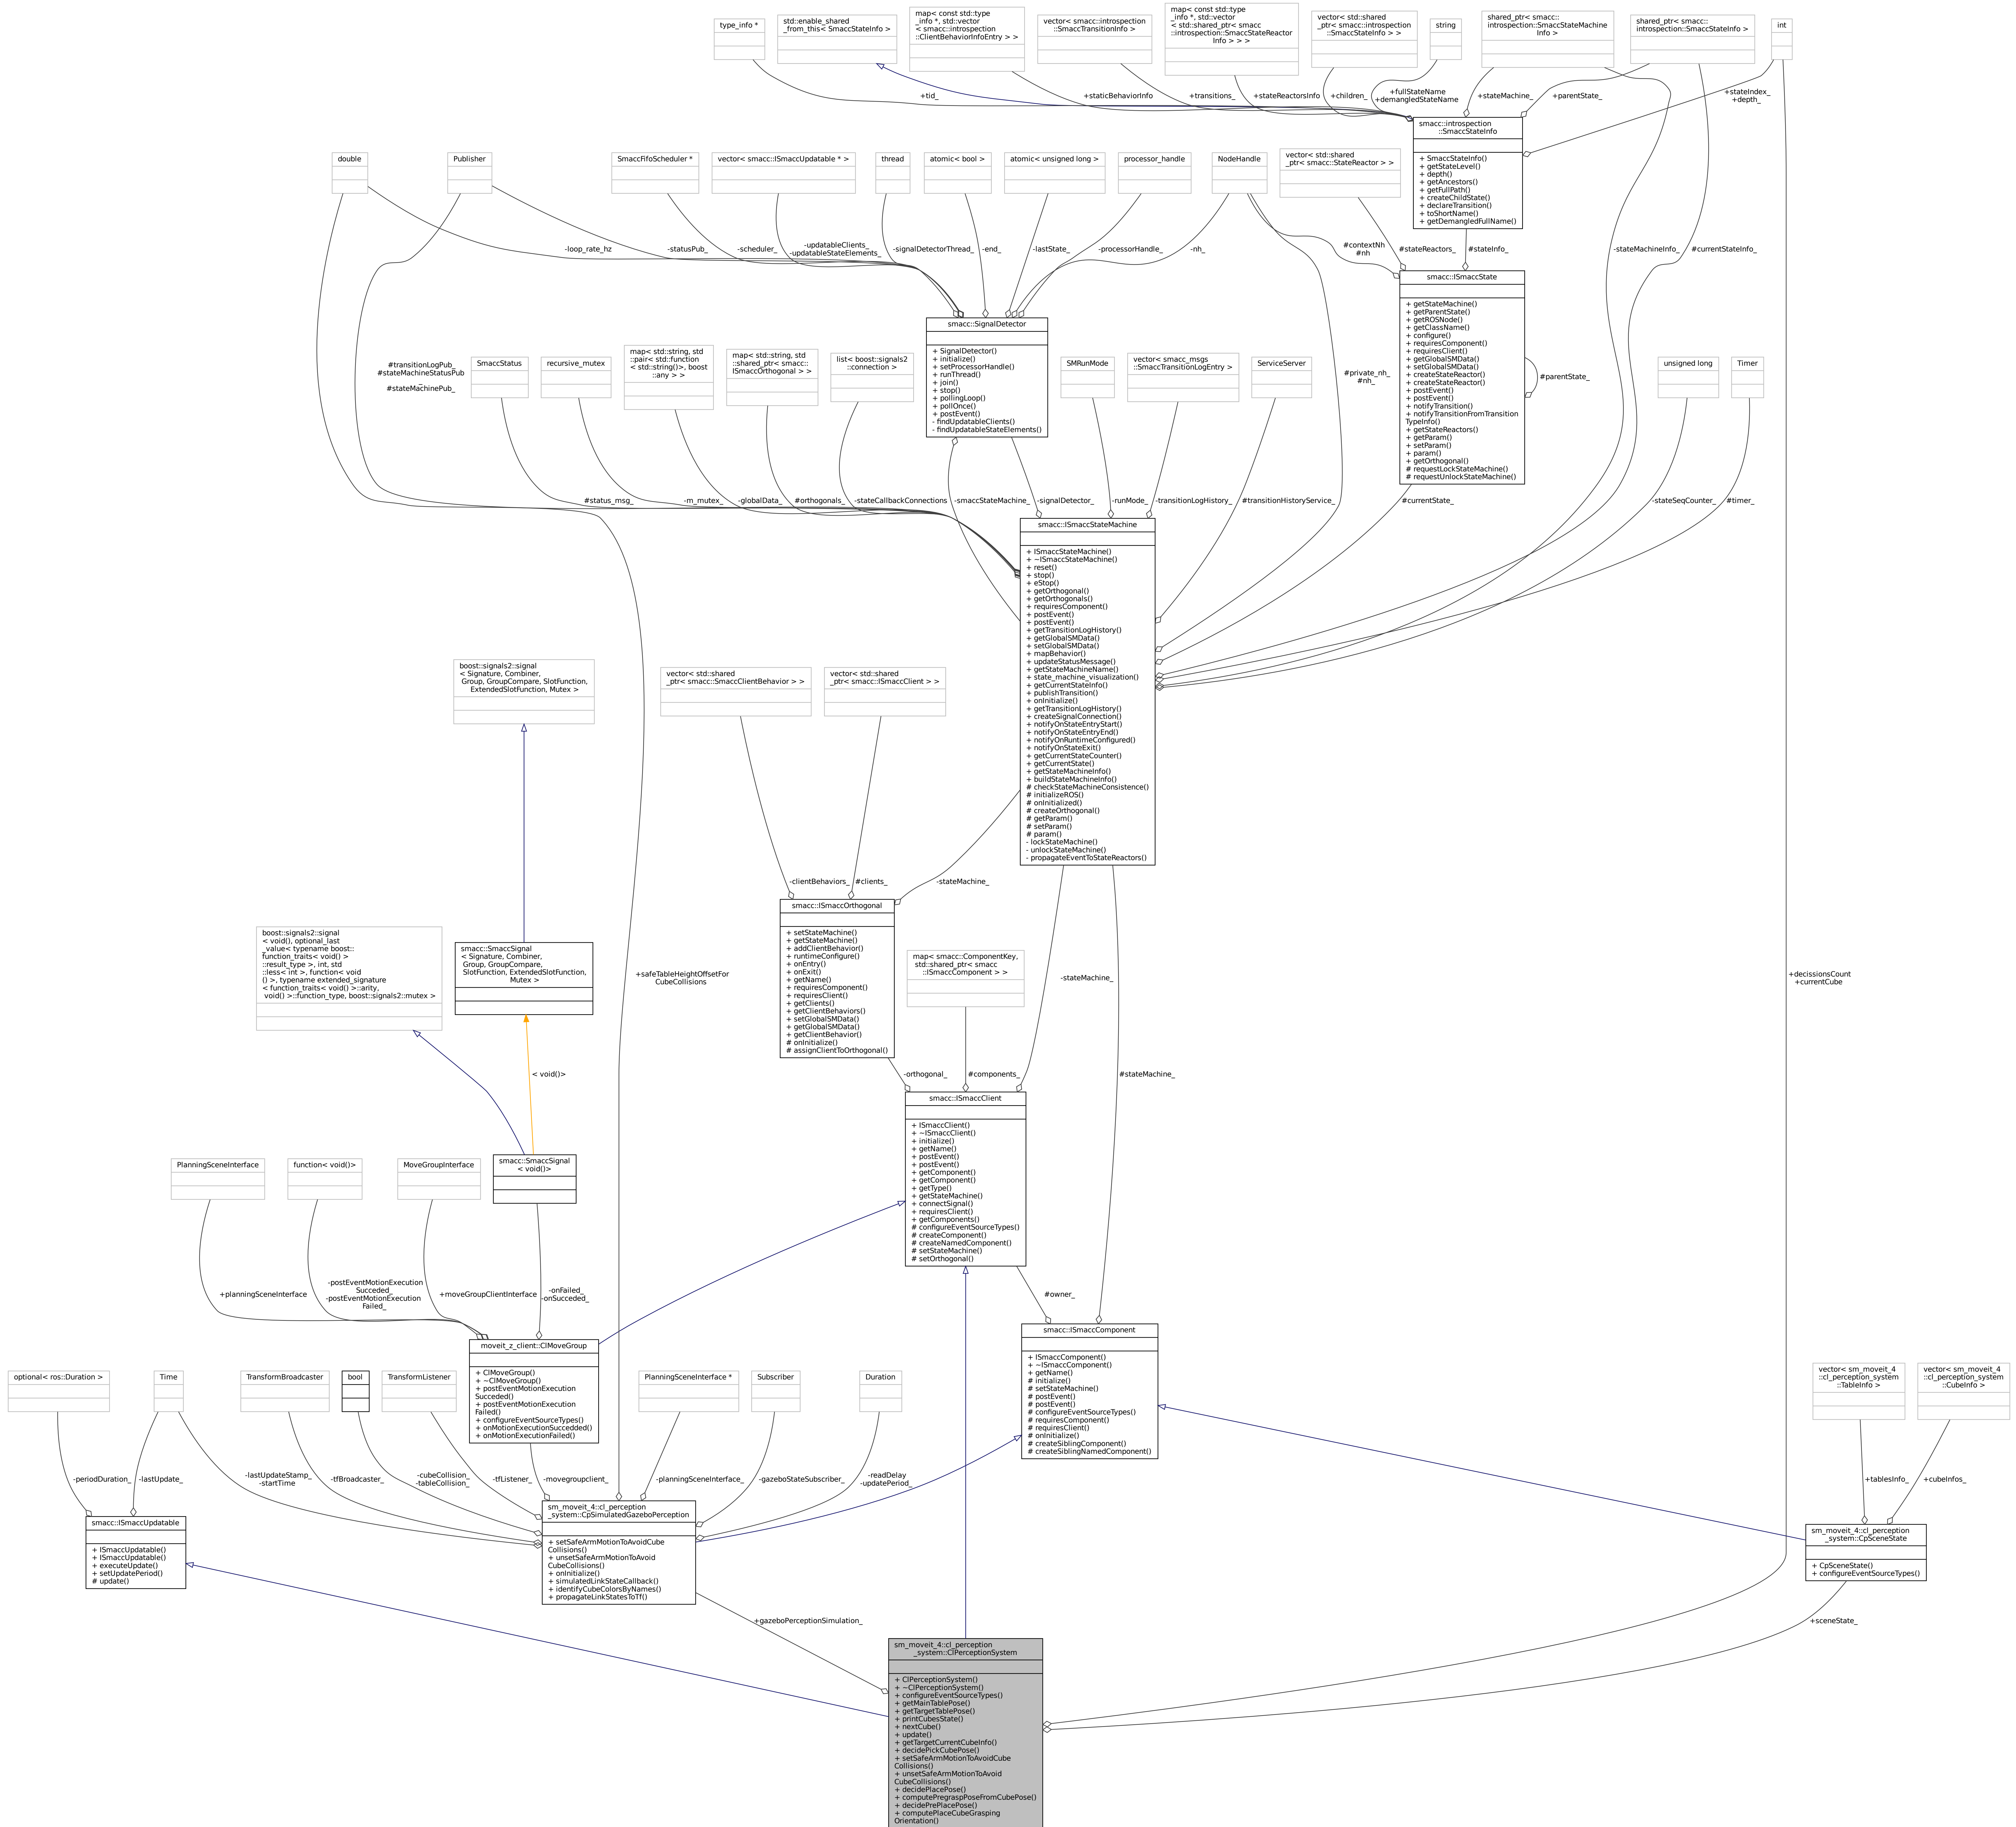 type_info *
std::enable_shared
_from_this< SmaccStateInfo >
map< const std::type
_info *, std::vector
< smacc::introspection
::ClientBehaviorInfoEntry > >
vector< smacc::introspection
::SmaccTransitionInfo >
map< const std::type
_info *, std::vector
< std::shared_ptr< smacc
::introspection::SmaccStateReactor
Info > > >
vector< std::shared
_ptr< smacc::introspection
::SmaccStateInfo > >
string
shared_ptr< smacc::
introspection::SmaccStateMachine
Info >
shared_ptr< smacc::
introspection::SmaccStateInfo >
int
+tid_
+staticBehaviorInfo
+transitions_
+stateReactorsInfo
+children_
+fullStateName
+demangledStateName
+stateMachine_
+parentState_
+stateIndex_
+depth_
smacc::introspection
::SmaccStateInfo
+ SmaccStateInfo()
+ getStateLevel()
+ depth()
+ getAncestors()
+ getFullPath()
+ createChildState()
+ declareTransition()
+ toShortName()
+ getDemangledFullName()
double
Publisher
SmaccFifoScheduler *
vector< smacc::ISmaccUpdatable * >
thread
atomic< bool >
atomic< unsigned long >
processor_handle
NodeHandle
vector< std::shared
_ptr< smacc::StateReactor > >
-loop_rate_hz
-statusPub_
-scheduler_
-updatableClients_
-updatableStateElements_
-signalDetectorThread_
-end_
-lastState_
-processorHandle_
-nh_
#contextNh
#nh
#stateReactors_
#stateInfo_
-stateMachineInfo_
#currentStateInfo_
smacc::ISmaccState
+ getStateMachine()
+ getParentState()
+ getROSNode()
+ getClassName()
+ configure()
+ requiresComponent()
+ requiresClient()
+ getGlobalSMData()
+ setGlobalSMData()
+ createStateReactor()
+ createStateReactor()
+ postEvent()
+ postEvent()
+ notifyTransition()
+ notifyTransitionFromTransition
TypeInfo()
+ getStateReactors()
+ getParam()
+ setParam()
+ param()
+ getOrthogonal()
# requestLockStateMachine()
# requestUnlockStateMachine()
#parentState_
smacc::SignalDetector
+ SignalDetector()
+ initialize()
+ setProcessorHandle()
+ runThread()
+ join()
+ stop()
+ pollingLoop()
+ pollOnce()
+ postEvent()
- findUpdatableClients()
- findUpdatableStateElements()
#transitionLogPub_
#stateMachineStatusPub
_
#stateMachinePub_
SmaccStatus
recursive_mutex
map< std::string, std
::pair< std::function
< std::string()>, boost
::any > >
map< std::string, std
::shared_ptr< smacc::
ISmaccOrthogonal > >
list< boost::signals2
::connection >
SMRunMode
vector< smacc_msgs
::SmaccTransitionLogEntry >
ServiceServer
#private_nh_
#nh_
unsigned long
Timer
#status_msg_
-m_mutex_
-globalData_
#orthogonals_
-stateCallbackConnections
-smaccStateMachine_
-signalDetector_
-runMode_
-transitionLogHistory_
#transitionHistoryService_
#currentState_
-stateSeqCounter_
#timer_
smacc::ISmaccStateMachine
+ ISmaccStateMachine()
+ ~ISmaccStateMachine()
+ reset()
+ stop()
+ eStop()
+ getOrthogonal()
+ getOrthogonals()
+ requiresComponent()
+ postEvent()
+ postEvent()
+ getTransitionLogHistory()
+ getGlobalSMData()
+ setGlobalSMData()
+ mapBehavior()
+ updateStatusMessage()
+ getStateMachineName()
+ state_machine_visualization()
+ getCurrentStateInfo()
+ publishTransition()
+ onInitialize()
+ getTransitionLogHistory()
+ createSignalConnection()
+ notifyOnStateEntryStart()
+ notifyOnStateEntryEnd()
+ notifyOnRuntimeConfigured()
+ notifyOnStateExit()
+ getCurrentStateCounter()
+ getCurrentState()
+ getStateMachineInfo()
+ buildStateMachineInfo()
# checkStateMachineConsistence()
# initializeROS()
# onInitialized()
# createOrthogonal()
# getParam()
# setParam()
# param()
- lockStateMachine()
- unlockStateMachine()
- propagateEventToStateReactors()
boost::signals2::signal
< Signature, Combiner,
Group, GroupCompare, SlotFunction,
ExtendedSlotFunction, Mutex >
vector< std::shared
_ptr< smacc::SmaccClientBehavior > >
vector< std::shared
_ptr< smacc::ISmaccClient > >
-clientBehaviors_
#clients_
-stateMachine_
smacc::ISmaccOrthogonal
+ setStateMachine()
+ getStateMachine()
+ addClientBehavior()
+ runtimeConfigure()
+ onEntry()
+ onExit()
+ getName()
+ requiresComponent()
+ requiresClient()
+ getClients()
+ getClientBehaviors()
+ setGlobalSMData()
+ getGlobalSMData()
+ getClientBehavior()
# onInitialize()
# assignClientToOrthogonal()
boost::signals2::signal
< void(), optional_last
_value< typename boost::
function_traits< void() >
::result_type >, int, std
::less< int >, function< void
() >, typename extended_signature
< function_traits< void() >::arity,
void() >::function_type, boost::signals2::mutex >
smacc::SmaccSignal
< Signature, Combiner,
Group, GroupCompare,
SlotFunction, ExtendedSlotFunction,
Mutex >
+safeTableHeightOffsetFor
CubeCollisions
map< smacc::ComponentKey,
std::shared_ptr< smacc
::ISmaccComponent > >
-stateMachine_
+decissionsCount
+currentCube
< void()>
-orthogonal_
#components_
#stateMachine_
smacc::ISmaccClient
+ ISmaccClient()
+ ~ISmaccClient()
+ initialize()
+ getName()
+ postEvent()
+ postEvent()
+ getComponent()
+ getComponent()
+ getType()
+ getStateMachine()
+ connectSignal()
+ requiresClient()
+ getComponents()
# configureEventSourceTypes()
# createComponent()
# createNamedComponent()
# setStateMachine()
# setOrthogonal()
PlanningSceneInterface
function< void()>
MoveGroupInterface
smacc::SmaccSignal
< void()>
+planningSceneInterface
-postEventMotionExecution
Succeded_
-postEventMotionExecution
Failed_
+moveGroupClientInterface
-onFailed_
-onSucceded_
#owner_
moveit_z_client::ClMoveGroup
+ ClMoveGroup()
+ ~ClMoveGroup()
+ postEventMotionExecution
Succeded()
+ postEventMotionExecution
Failed()
+ configureEventSourceTypes()
+ onMotionExecutionSuccedded()
+ onMotionExecutionFailed()
smacc::ISmaccComponent
+ ISmaccComponent()
+ ~ISmaccComponent()
+ getName()
# initialize()
# setStateMachine()
# postEvent()
# postEvent()
# configureEventSourceTypes()
# requiresComponent()
# requiresClient()
# onInitialize()
# createSiblingComponent()
# createSiblingNamedComponent()
optional< ros::Duration >
Time
TransformBroadcaster
bool
TransformListener
PlanningSceneInterface *
Subscriber
Duration
vector< sm_moveit_4
::cl_perception_system
::TableInfo >
vector< sm_moveit_4
::cl_perception_system
::CubeInfo >
-periodDuration_
-lastUpdate_
-lastUpdateStamp_
-startTime
-tfBroadcaster_
-cubeCollision_
-tableCollision_
-tfListener_
-movegroupclient_
-planningSceneInterface_
-gazeboStateSubscriber_
-readDelay
-updatePeriod_
+tablesInfo_
+cubeInfos_
smacc::ISmaccUpdatable
+ ISmaccUpdatable()
+ ISmaccUpdatable()
+ executeUpdate()
+ setUpdatePeriod()
# update()
sm_moveit_4::cl_perception
_system::CpSimulatedGazeboPerception
+ setSafeArmMotionToAvoidCube
Collisions()
+ unsetSafeArmMotionToAvoid
CubeCollisions()
+ onInitialize()
+ simulatedLinkStateCallback()
+ identifyCubeColorsByNames()
+ propagateLinkStatesToTf()
sm_moveit_4::cl_perception
_system::CpSceneState
+ CpSceneState()
+ configureEventSourceTypes()
+gazeboPerceptionSimulation_
+sceneState_
sm_moveit_4::cl_perception
_system::ClPerceptionSystem
+ ClPerceptionSystem()
+ ~ClPerceptionSystem()
+ configureEventSourceTypes()
+ getMainTablePose()
+ getTargetTablePose()
+ printCubesState()
+ nextCube()
+ update()
+ getTargetCurrentCubeInfo()
+ decidePickCubePose()
+ setSafeArmMotionToAvoidCube
Collisions()
+ unsetSafeArmMotionToAvoid
CubeCollisions()
+ decidePlacePose()
+ computePregraspPoseFromCubePose()
+ decidePrePlacePose()
+ computePlaceCubeGrasping
Orientation()